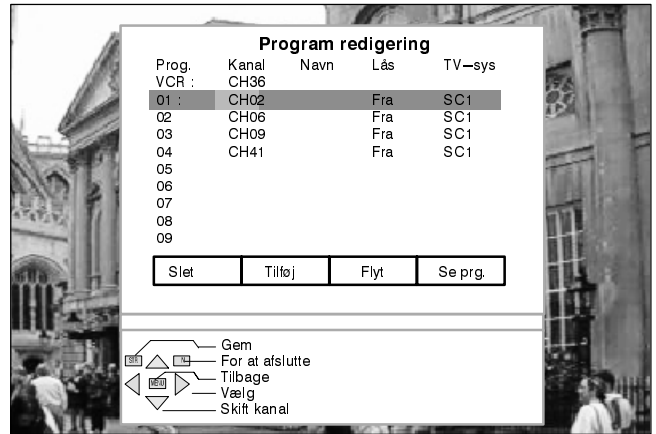 Program redigering
Prog. Kanal Navn Lås TV–sys
VCR : CH36
01 : CH02 Fra SC1
02 CH06 Fra SC1
03 CH09 Fra SC1
04 CH41 Fra SC1
05
06
07
08
09
Slet Tilføj Flyt Se prg.
Gem
STR N For at afslutte
MENU Tilbage
Vælg
Skift kanal